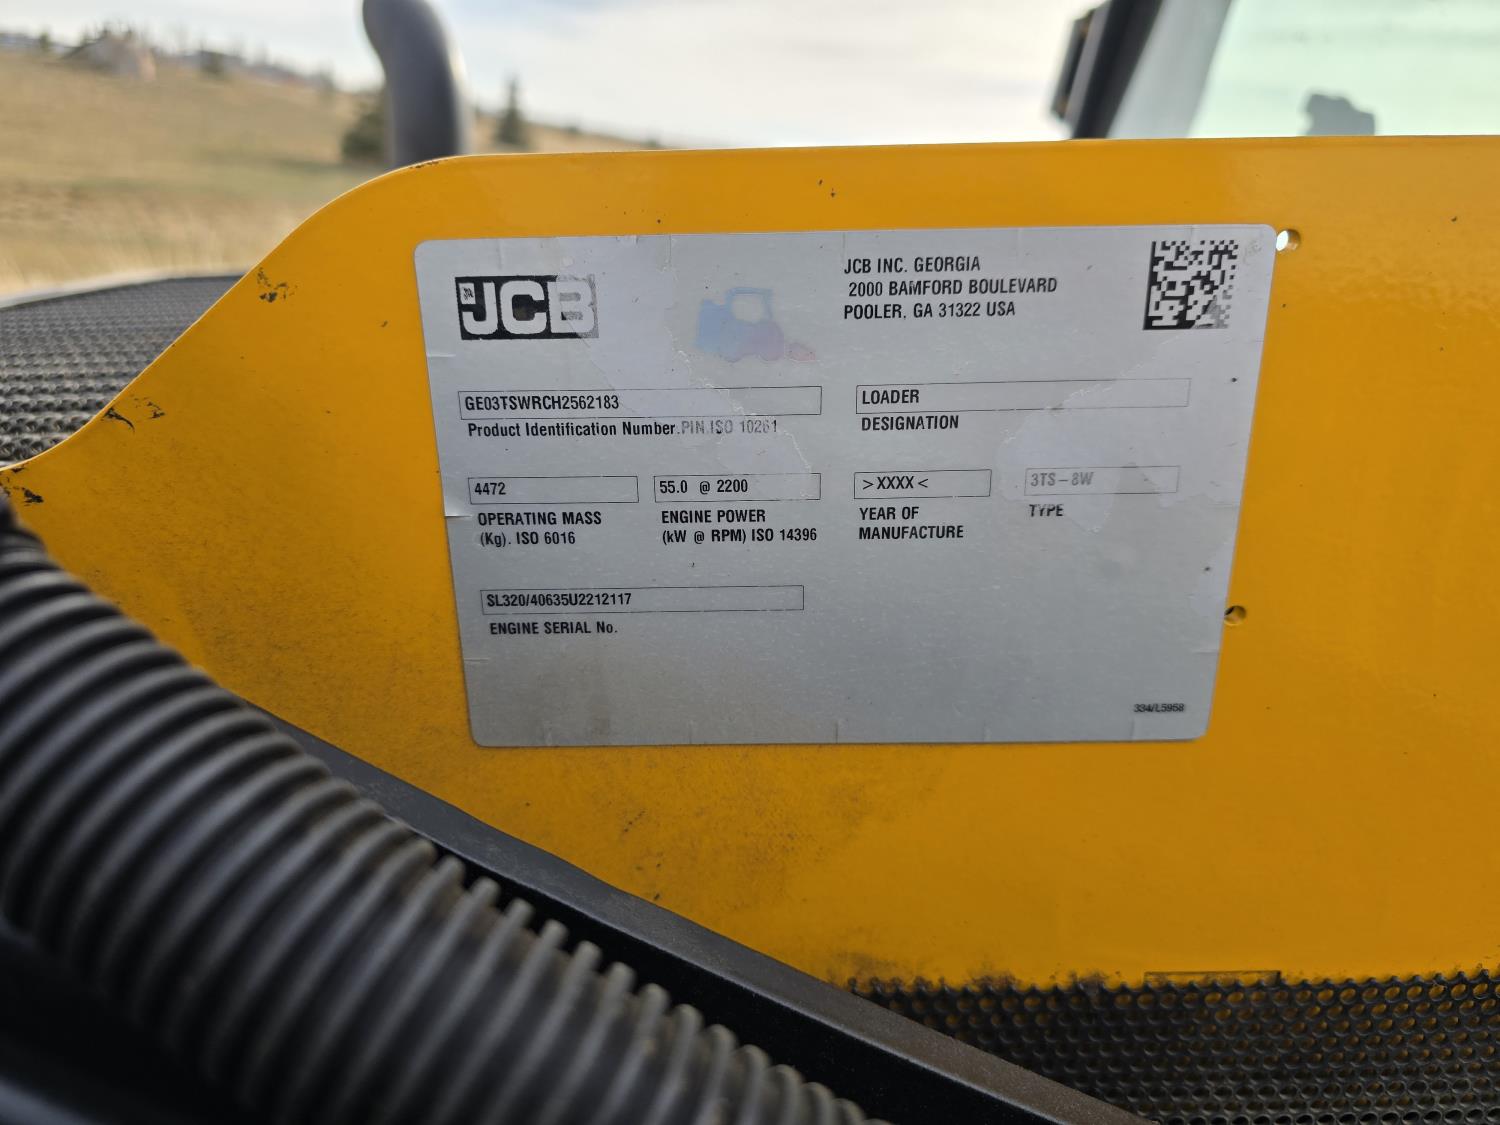 JCB
JCB INC. GEORGIA
2000 BAMFORD BOULEVARD
POOLER, GA 31322 USA
GE03TSWRCH2562183
Product Identification Number.PIN.ISO 10261
LOADER
DESIGNATION
4472
OPERATING MASS
(Kg). ISO 6016
55.0 @ 2200
ENGINE POWER
(kW @ RPM) ISO 14396
>XXXX<
YEAR OF
MANUFACTURE
3TS-8W
TYPE
SL320/40635U2212117
ENGINE SERIAL No.
334/L5958